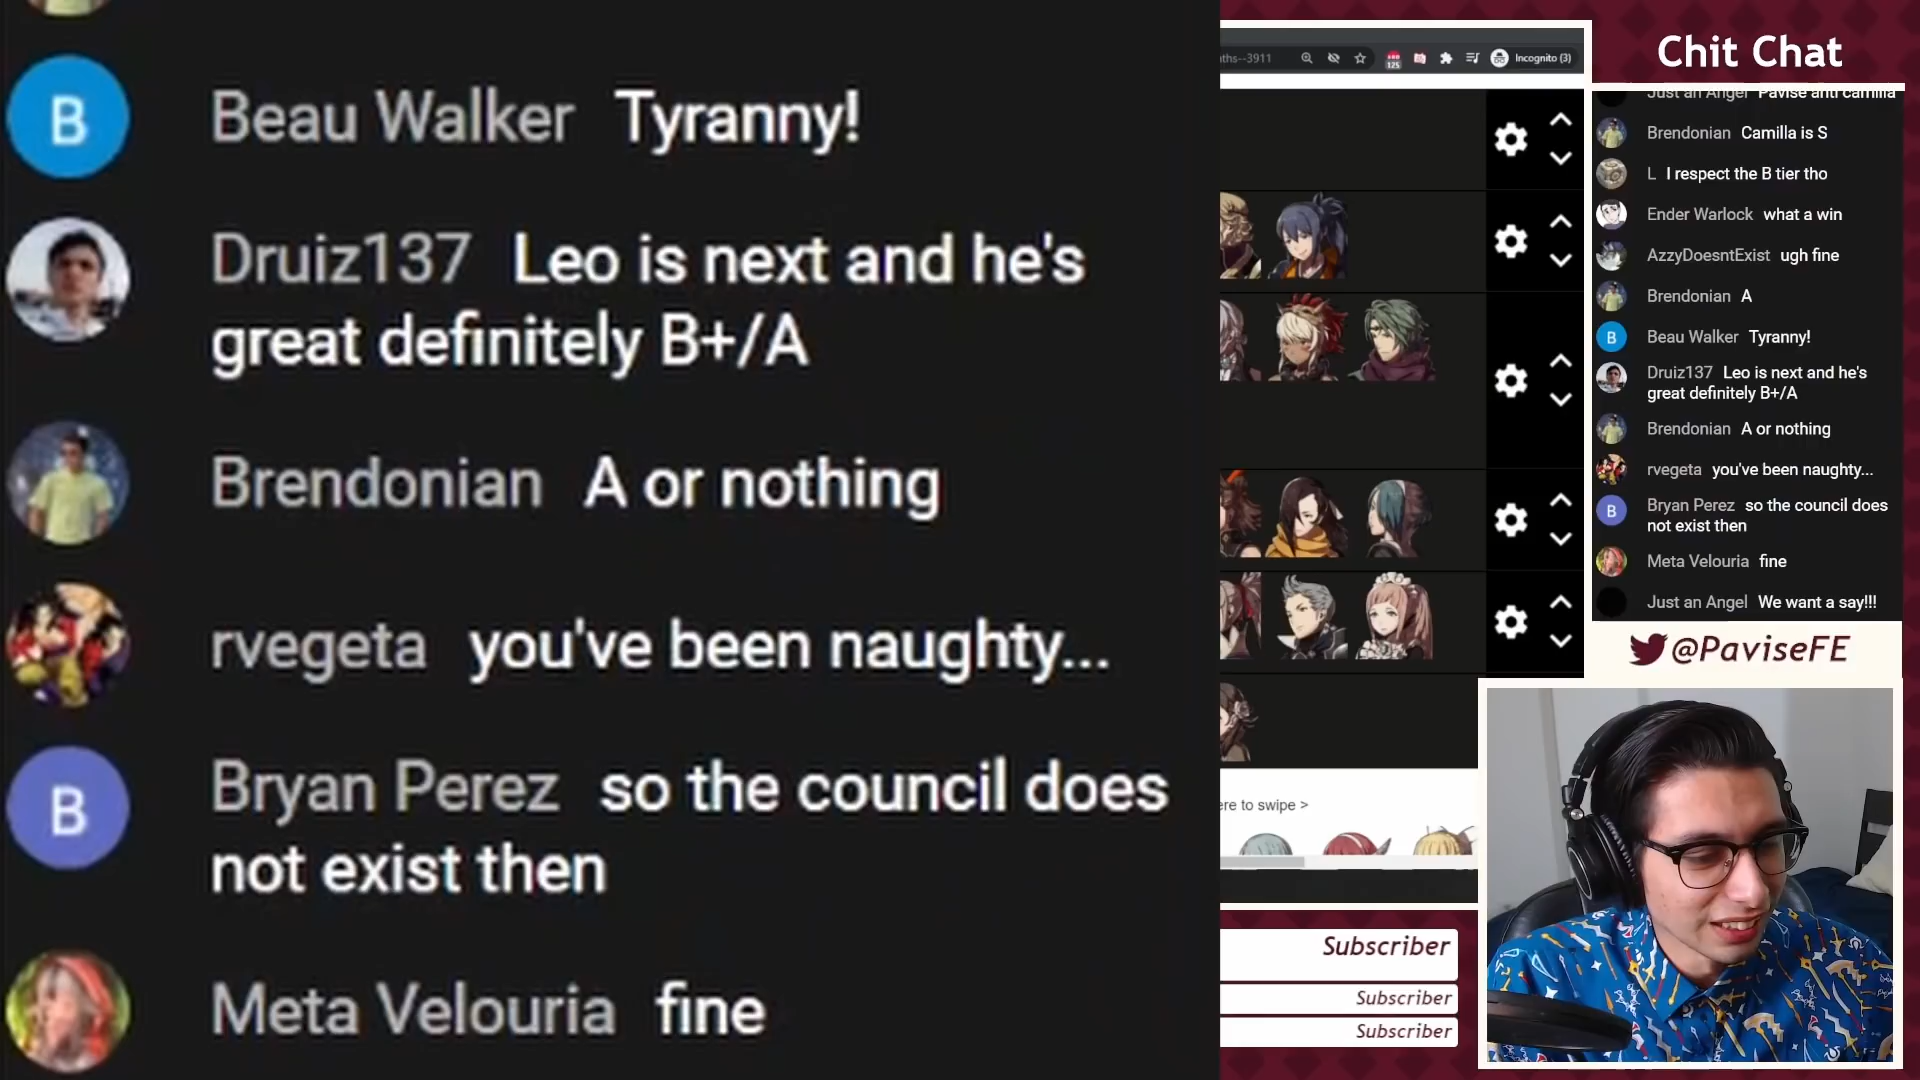 Beau Walker Tyranny!
Druiz137 Leo is next and he's
great definitely B+/A
Brendonian A or nothing
rvegeta you've been naughty...
Bryan Perez so the council does
not exist then
Meta Velouria fine
B
B
ths--3911
125
Incognito (3)
ere to swipe >
Subscriber
Subscriber
Subscriber
Chit Chat
Just an Angel Pavise anti camilla
Brendonian Camilla is S
L I respect the B tier tho
Ender Warlock what a win
AzzyDoesntExist ugh fine
Brendonian A
B Beau Walker Tyranny!
Druiz137 Leo is next and he's
great definitely B+/A
Brendonian A or nothing
rvegeta you've been naughty...
B Bryan Perez so the council does
not exist then
Meta Velouria fine
Just an Angel We want a say!!!
@PaviseFE